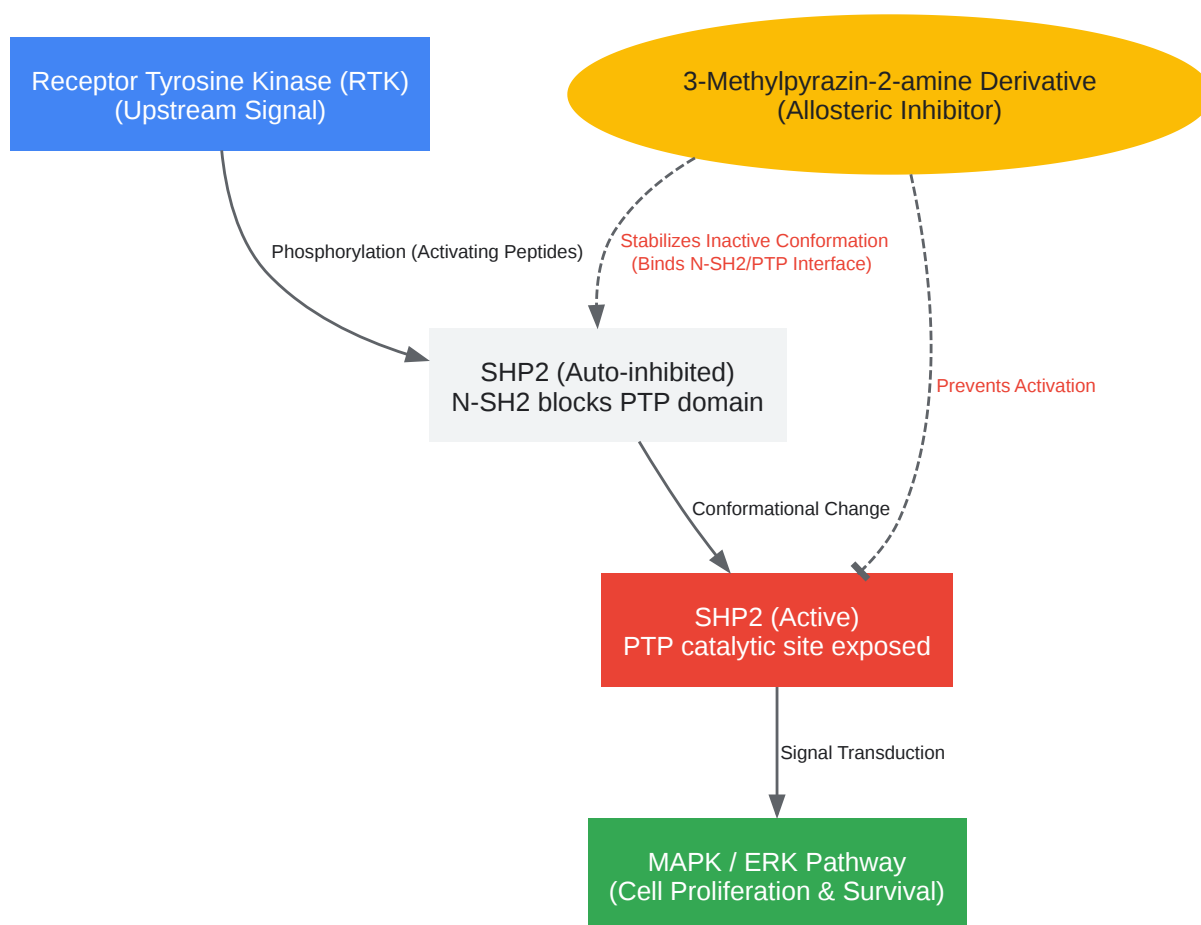 Receptor Tyrosine Kinase (RTK)
(Upstream Signal)
3-Methylpyrazin-2-amine Derivative
(Allosteric Inhibitor)
Phosphorylation (Activating Peptides)
Stabilizes Inactive Conformation
(Binds N-SH2/PTP Interface)
SHP2 (Auto-inhibited)
N-SH2 blocks PTP domain
Prevents Activation
Conformational Change
SHP2 (Active)
PTP catalytic site exposed
Signal Transduction
MAPK / ERK Pathway
(Cell Proliferation & Survival)